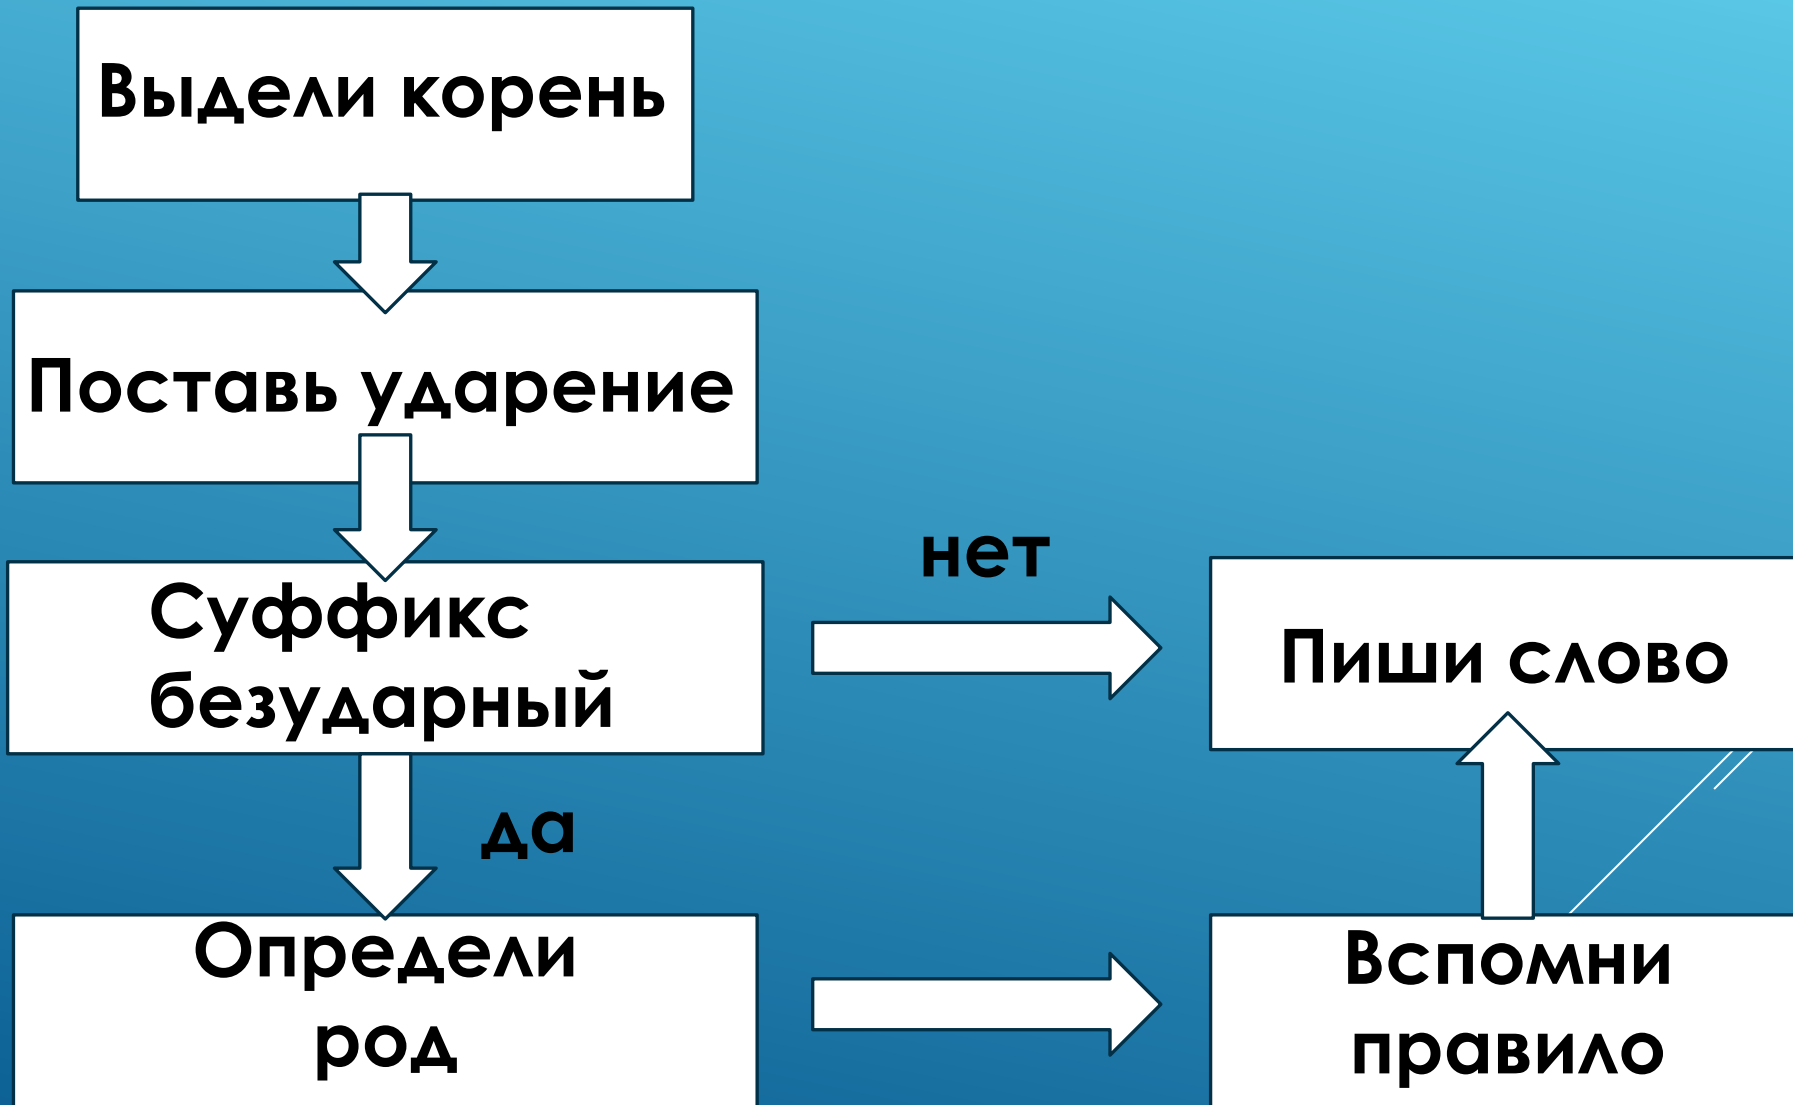 Выдели корень
Поставь ударение
Суффикс
безударный
нет
Пиши слово
да
Определи
род
Вспомни
правило